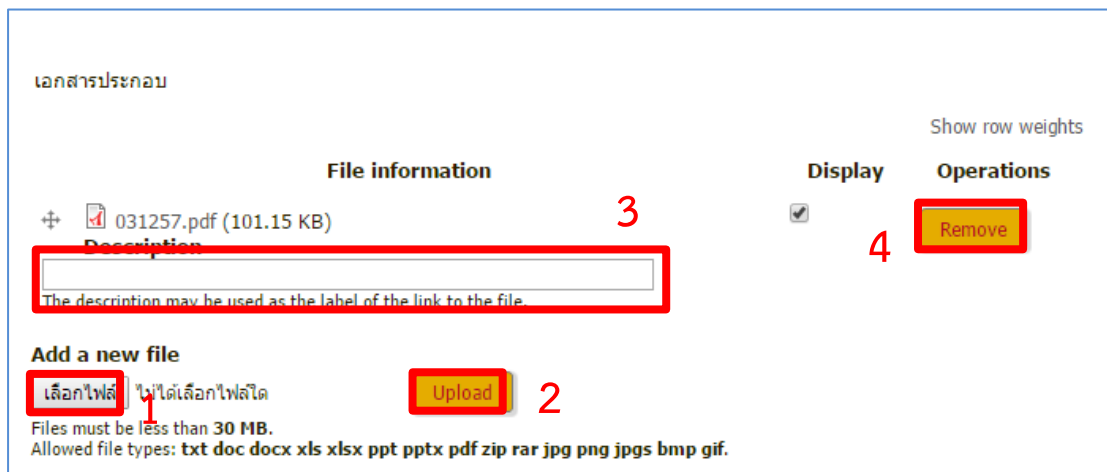 เอกสารประกอบ
Show row weights
File information Display Operations
031257.pdf (101.15 KB) 3
4 Remove
Description
The description may be used as the label of the link to the file.
Add a new file
เลือกไฟล์ 1 ไม่ได้เลือกไฟล์ใด Upload 2
Files must be less than 30 MB.
Allowed file types: txt doc docx xls xlsx ppt pptx pdf zip rar jpg png jpgs bmp gif.